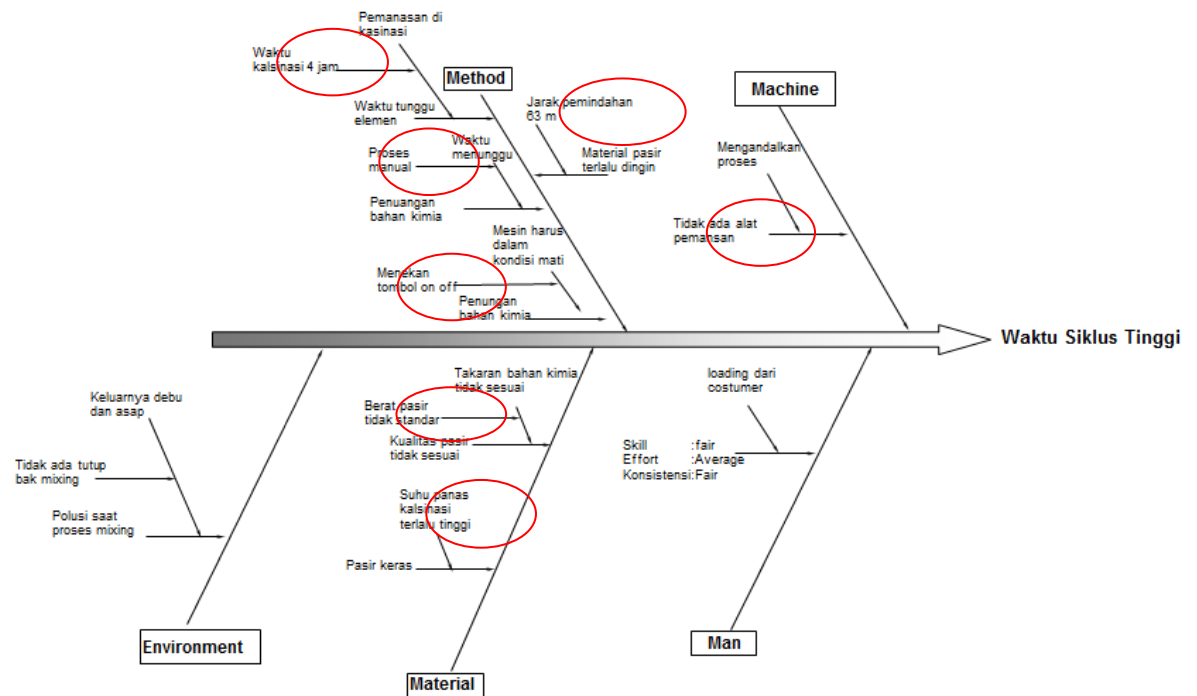 Pemanasan di
kasinasi
Waktu
kalsinasi 4 jam
Method
Waktu tunggu
elemen
Jarak pemindahan
63 m
Machine
Proses
manual
Waktu
menunggu
Material pasir
terlalu dingin
Mengandalkan
proses
Penuangan
bahan kimia
Mesin harus
dalam
kondisi mati
Tidak ada alat
pemansan
Menekan
tombol on off
Penungan
bahan kimia
Waktu Siklus Tinggi
Keluarnya debu
dan asap
Takaran bahan kimia
tidak sesuai
loading dari
costumer
Berat pasir
tidak standar
Kualitas pasir
tidak sesuai
Skill :fair
Effort :Average
Konsistensi:Fair
Tidak ada tutup
bak mixing
Suhu panas
kalsinasi
terlalu tinggi
Polusi saat
proses mixing
Pasir keras
Environment
Man
Material